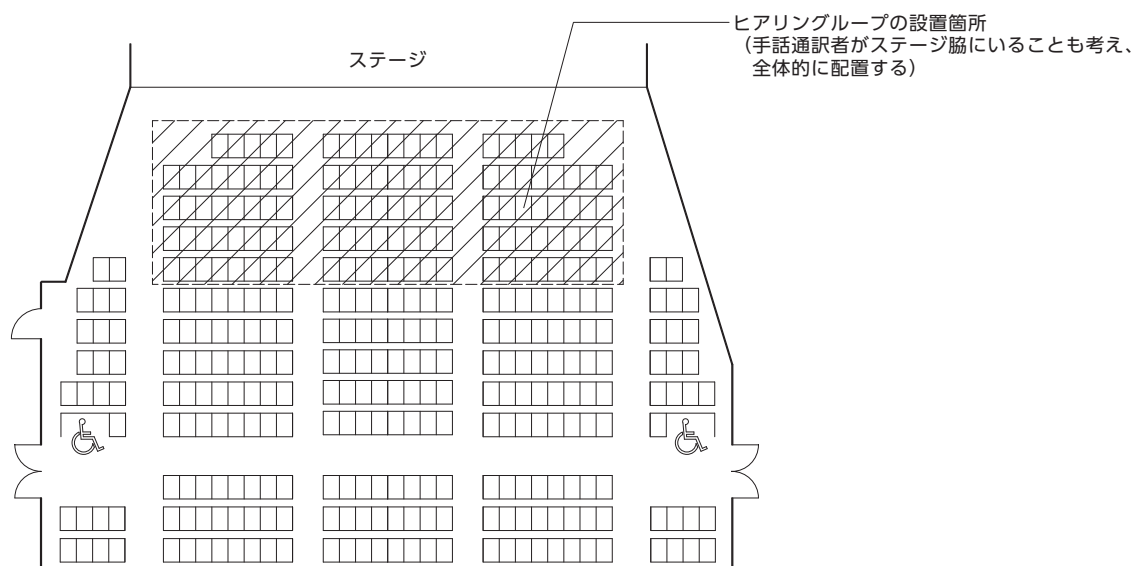 ヒアリングループの設置箇所
（手話通訳者がステージ脇にいることも考え、
全体的に配置する）
ステージ